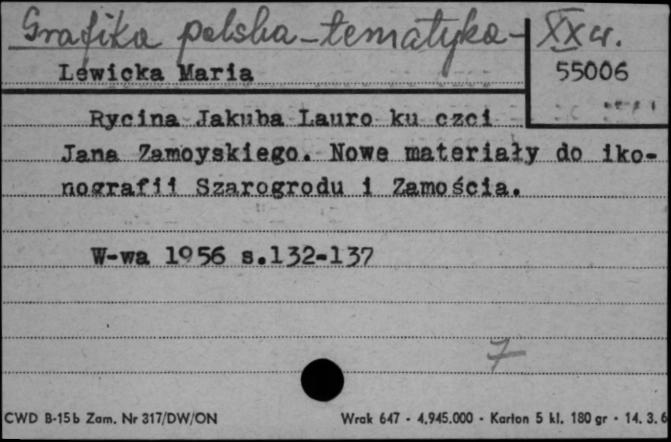 Grafika polska - tematyka - XX w.
Lewicka Maria
55006
Rycina Jakuba Lauro ku czci
Jana Zamoyskiego. Nowe materiały do iko-
nografii Szarogrodu i Zamościa.
W-wa 1956 s.132-137
7
CWD B-15b Zam. Nr 317/DW/ON
Wrak 647 - 4.945.000 - Karton 5 kl. 180 gr - 14. 3. 6